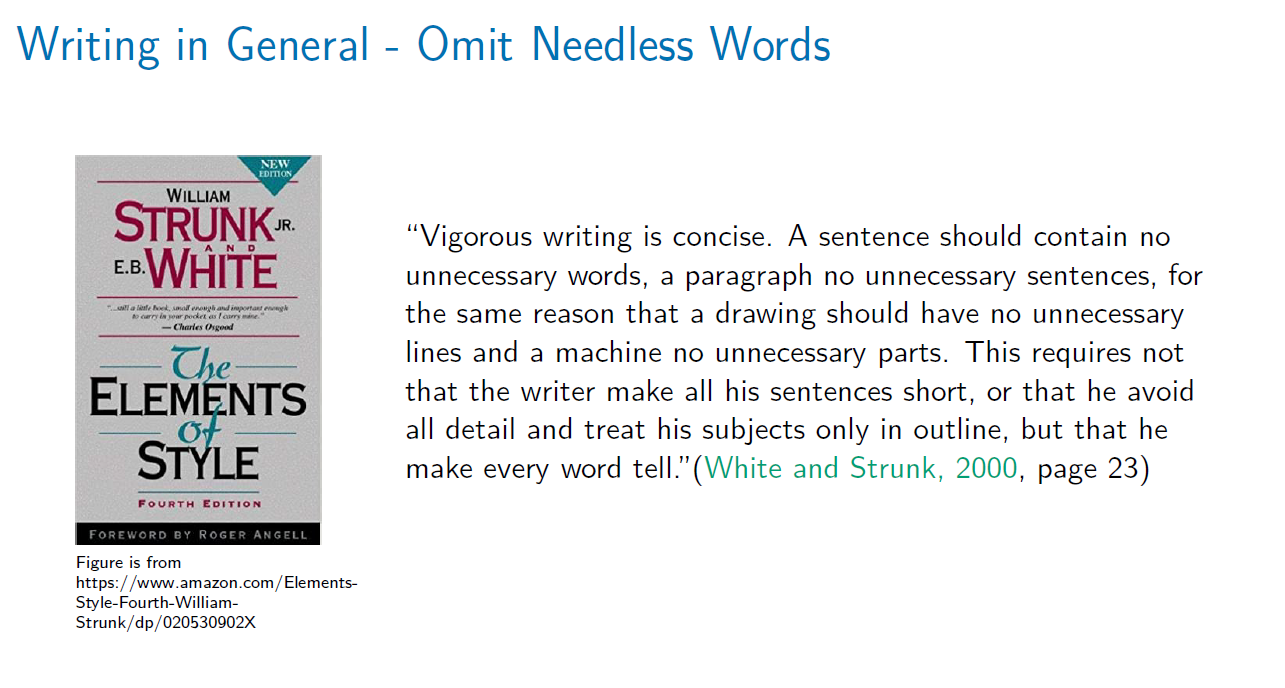 Writing in General - Omit Needless Words
NEW
EDITION
WILLIAM
STRUNK JR.
AND
E.B. WHITE
"...still a little book, small enough and important enough
to carry in your pocket, as I carry mine."
— Charles Osgood
The
ELEMENTS
of
STYLE
FOURTH EDITION
FOREWORD BY ROGER ANGELL
Figure is from
https://www.amazon.com/Elements-
Style-Fourth-William-
Strunk/dp/020530902X
“Vigorous writing is concise. A sentence should contain no
unnecessary words, a paragraph no unnecessary sentences, for
the same reason that a drawing should have no unnecessary
lines and a machine no unnecessary parts. This requires not
that the writer make all his sentences short, or that he avoid
all detail and treat his subjects only in outline, but that he
make every word tell.”(White and Strunk, 2000, page 23)